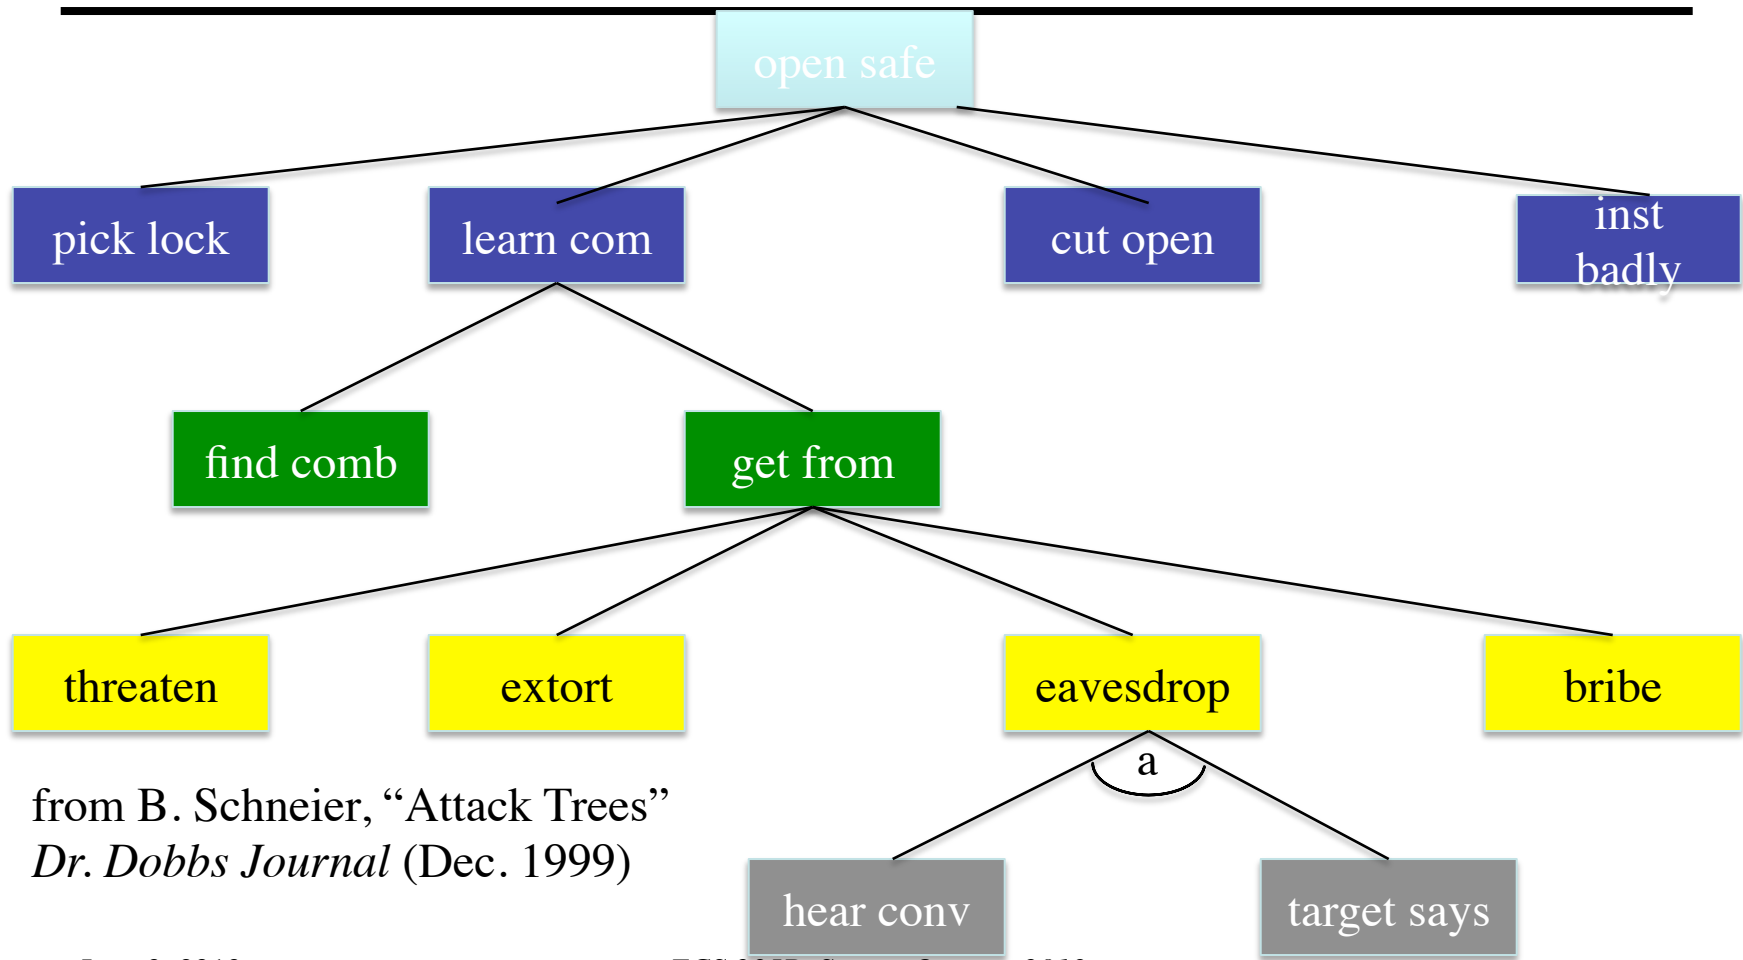 open safe
pick lock
learn com
cut open
inst
badly
find comb
get from
threaten
extort
eavesdrop
bribe
a
from B. Schneier, “Attack Trees”
Dr. Dobbs Journal (Dec. 1999)
hear conv
target says